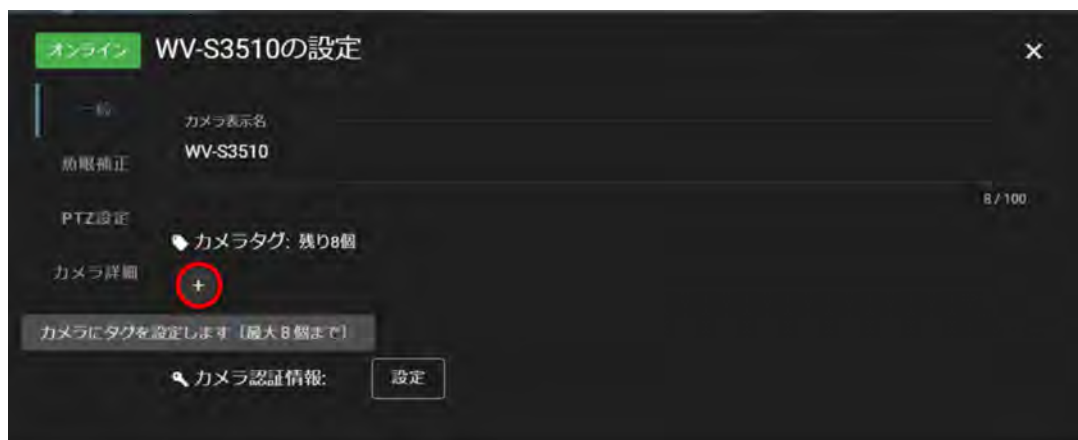 オンライン WV-S3510の設定 ×
一般
カメラ表示名
WV-S3510
魚眼補正
8 / 100
PTZ設定
カメラタグ: 残り8個
カメラ詳細
+
カメラにタグを設定します（最大８個まで）
カメラ認証情報: 設定